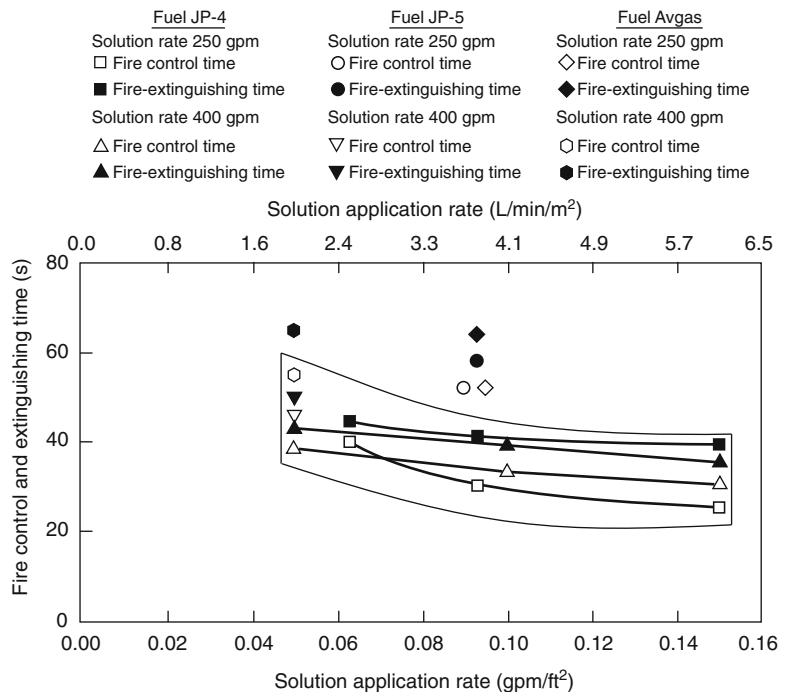 Fuel JP-4 Fuel JP-5 Fuel Avgas
Solution rate 250 gpm Solution rate 250 gpm Solution rate 250 gpm
Fire control time Fire control time Fire control time
Fire-extinguishing time Fire-extinguishing time Fire-extinguishing time
Solution rate 400 gpm Solution rate 400 gpm Solution rate 400 gpm
Fire control time Fire control time Fire control time
Fire-extinguishing time Fire-extinguishing time Fire-extinguishing time
Solution application rate (L/min/m²)
0.0 0.8 1.6 2.4 3.3 4.1 4.9 5.7 6.5
80
60
40
20
0
Fire control and extinguishing time (s)
0.00 0.02 0.04 0.06 0.08 0.10 0.12 0.14 0.16
Solution application rate (gpm/ft²)